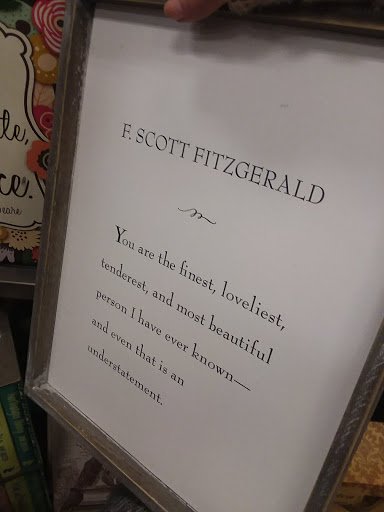 F. SCOTT FITZGERALD
You are the finest, loveliest,
tenderest, and most beautiful
person I have ever known—
and even that is an
understatement.